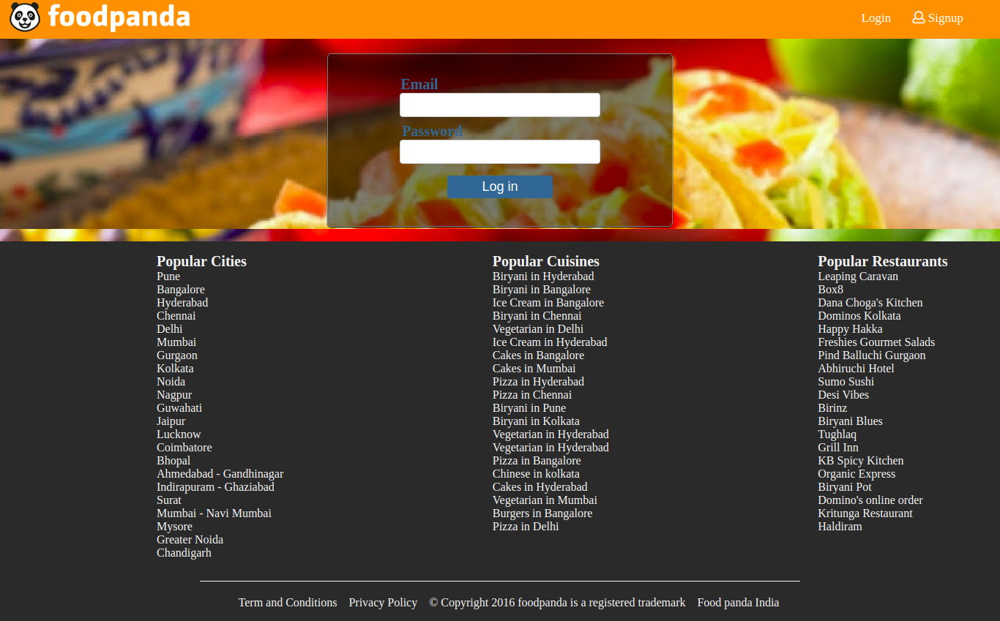 foodpanda
Login Signup
Email
Password
Log in
Popular Cities
Pune
Bangalore
Hyderabad
Chennai
Delhi
Mumbai
Gurgaon
Kolkata
Noida
Nagpur
Guwahati
Jaipur
Lucknow
Coimbatore
Bhopal
Ahmedabad - Gandhinagar
Indirapuram - Ghaziabad
Surat
Mumbai - Navi Mumbai
Mysore
Greater Noida
Chandigarh
Popular Cuisines
Biryani in Hyderabad
Biryani in Bangalore
Ice Cream in Bangalore
Biryani in Chennai
Vegetarian in Delhi
Ice Cream in Hyderabad
Cakes in Bangalore
Cakes in Mumbai
Pizza in Hyderabad
Pizza in Chennai
Biryani in Pune
Biryani in Kolkata
Vegetarian in Hyderabad
Vegetarian in Hyderabad
Pizza in Bangalore
Chinese in kolkata
Cakes in Hyderabad
Vegetarian in Mumbai
Burgers in Bangalore
Pizza in Delhi
Popular Restaurants
Leaping Caravan
Box8
Dana Choga's Kitchen
Dominos Kolkata
Happy Hakka
Freshies Gourmet Salads
Pind Balluchi Gurgaon
Abhiruchi Hotel
Sumo Sushi
Desi Vibes
Birinz
Biryani Blues
Tughlaq
Grill Inn
KB Spicy Kitchen
Organic Express
Biryani Pot
Domino's online order
Kritunga Restaurant
Haldiram
Term and Conditions Privacy Policy © Copyright 2016 foodpanda is a registered trademark Food panda India